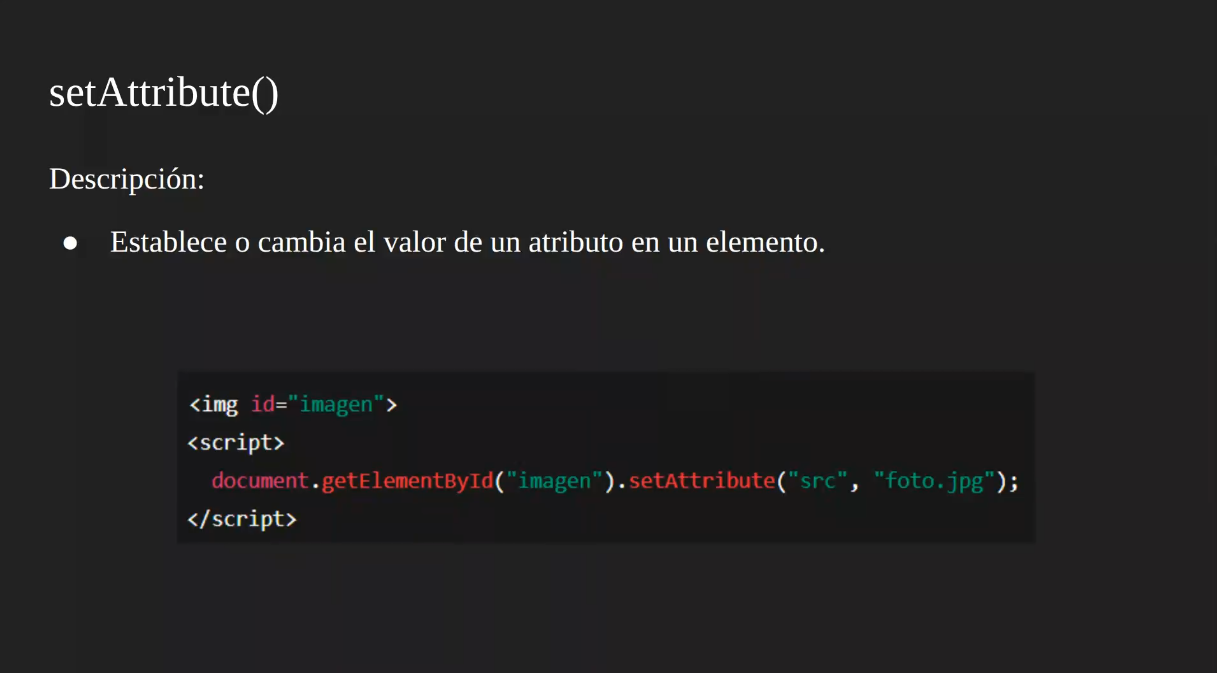 setAttribute()
Descripción:
● Establece o cambia el valor de un atributo en un elemento.
<img id="imagen">
<script>
document.getElementById("imagen").setAttribute("src", "foto.jpg");
</script>